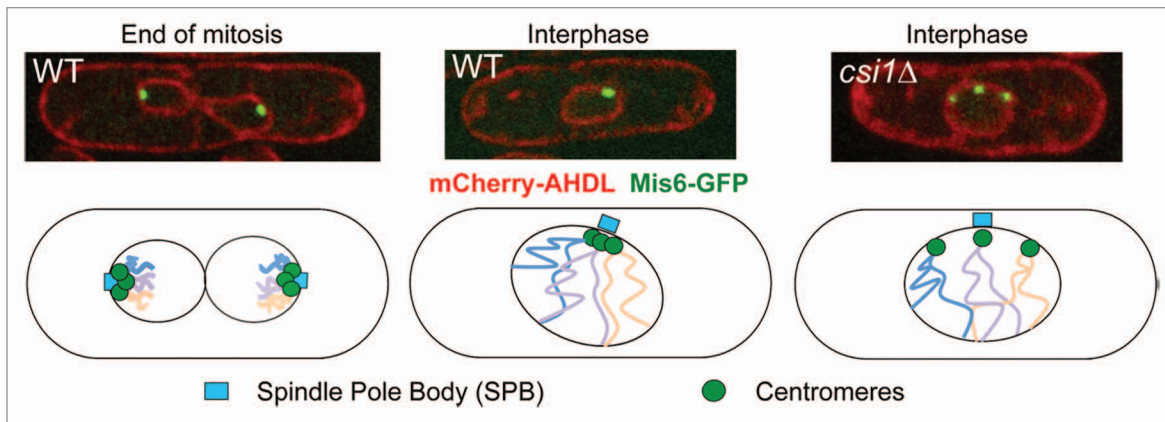 End of mitosis
Interphase
Interphase
WT
WT
csi1Δ
mCherry-AHDL Mis6-GFP
Spindle Pole Body (SPB)
Centromeres